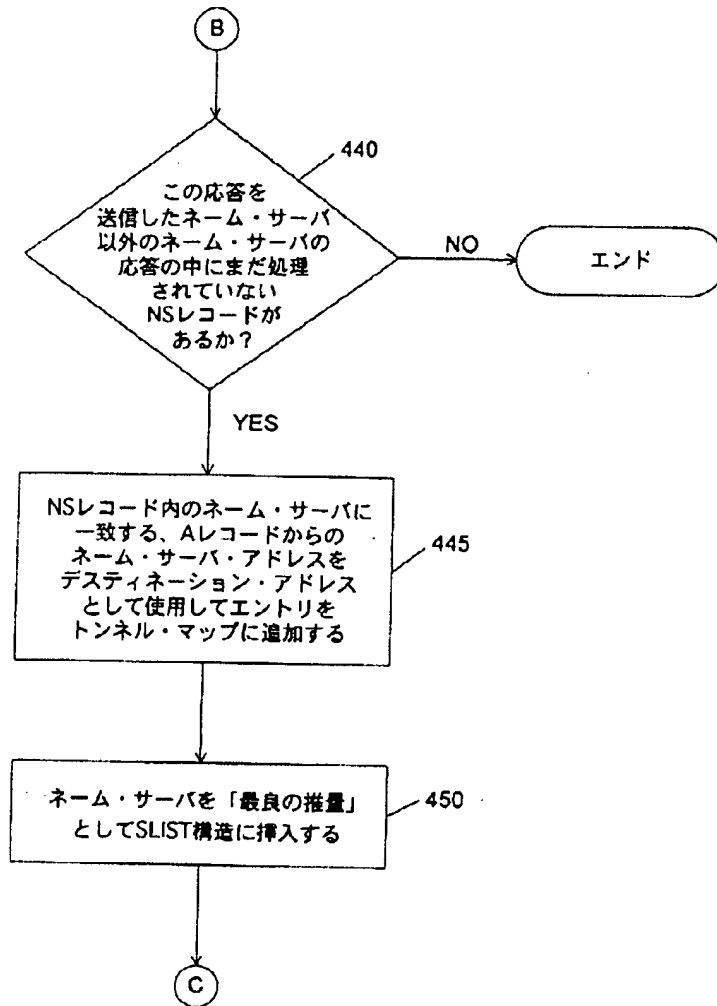 B
440
この応答を
送信したネーム・サーバ
以外のネーム・サーバの
応答の中にまだ処理
されていない
NSレコードが
あるか？
NO
エンド
YES
NSレコード内のネーム・サーバに
一致する、Aレコードからの
ネーム・サーバ・アドレスを
デスティネーション・アドレス
として使用してエントリを
トンネル・マップに追加する
445
ネーム・サーバを「最良の推量」
としてSLIST構造に挿入する
450
C